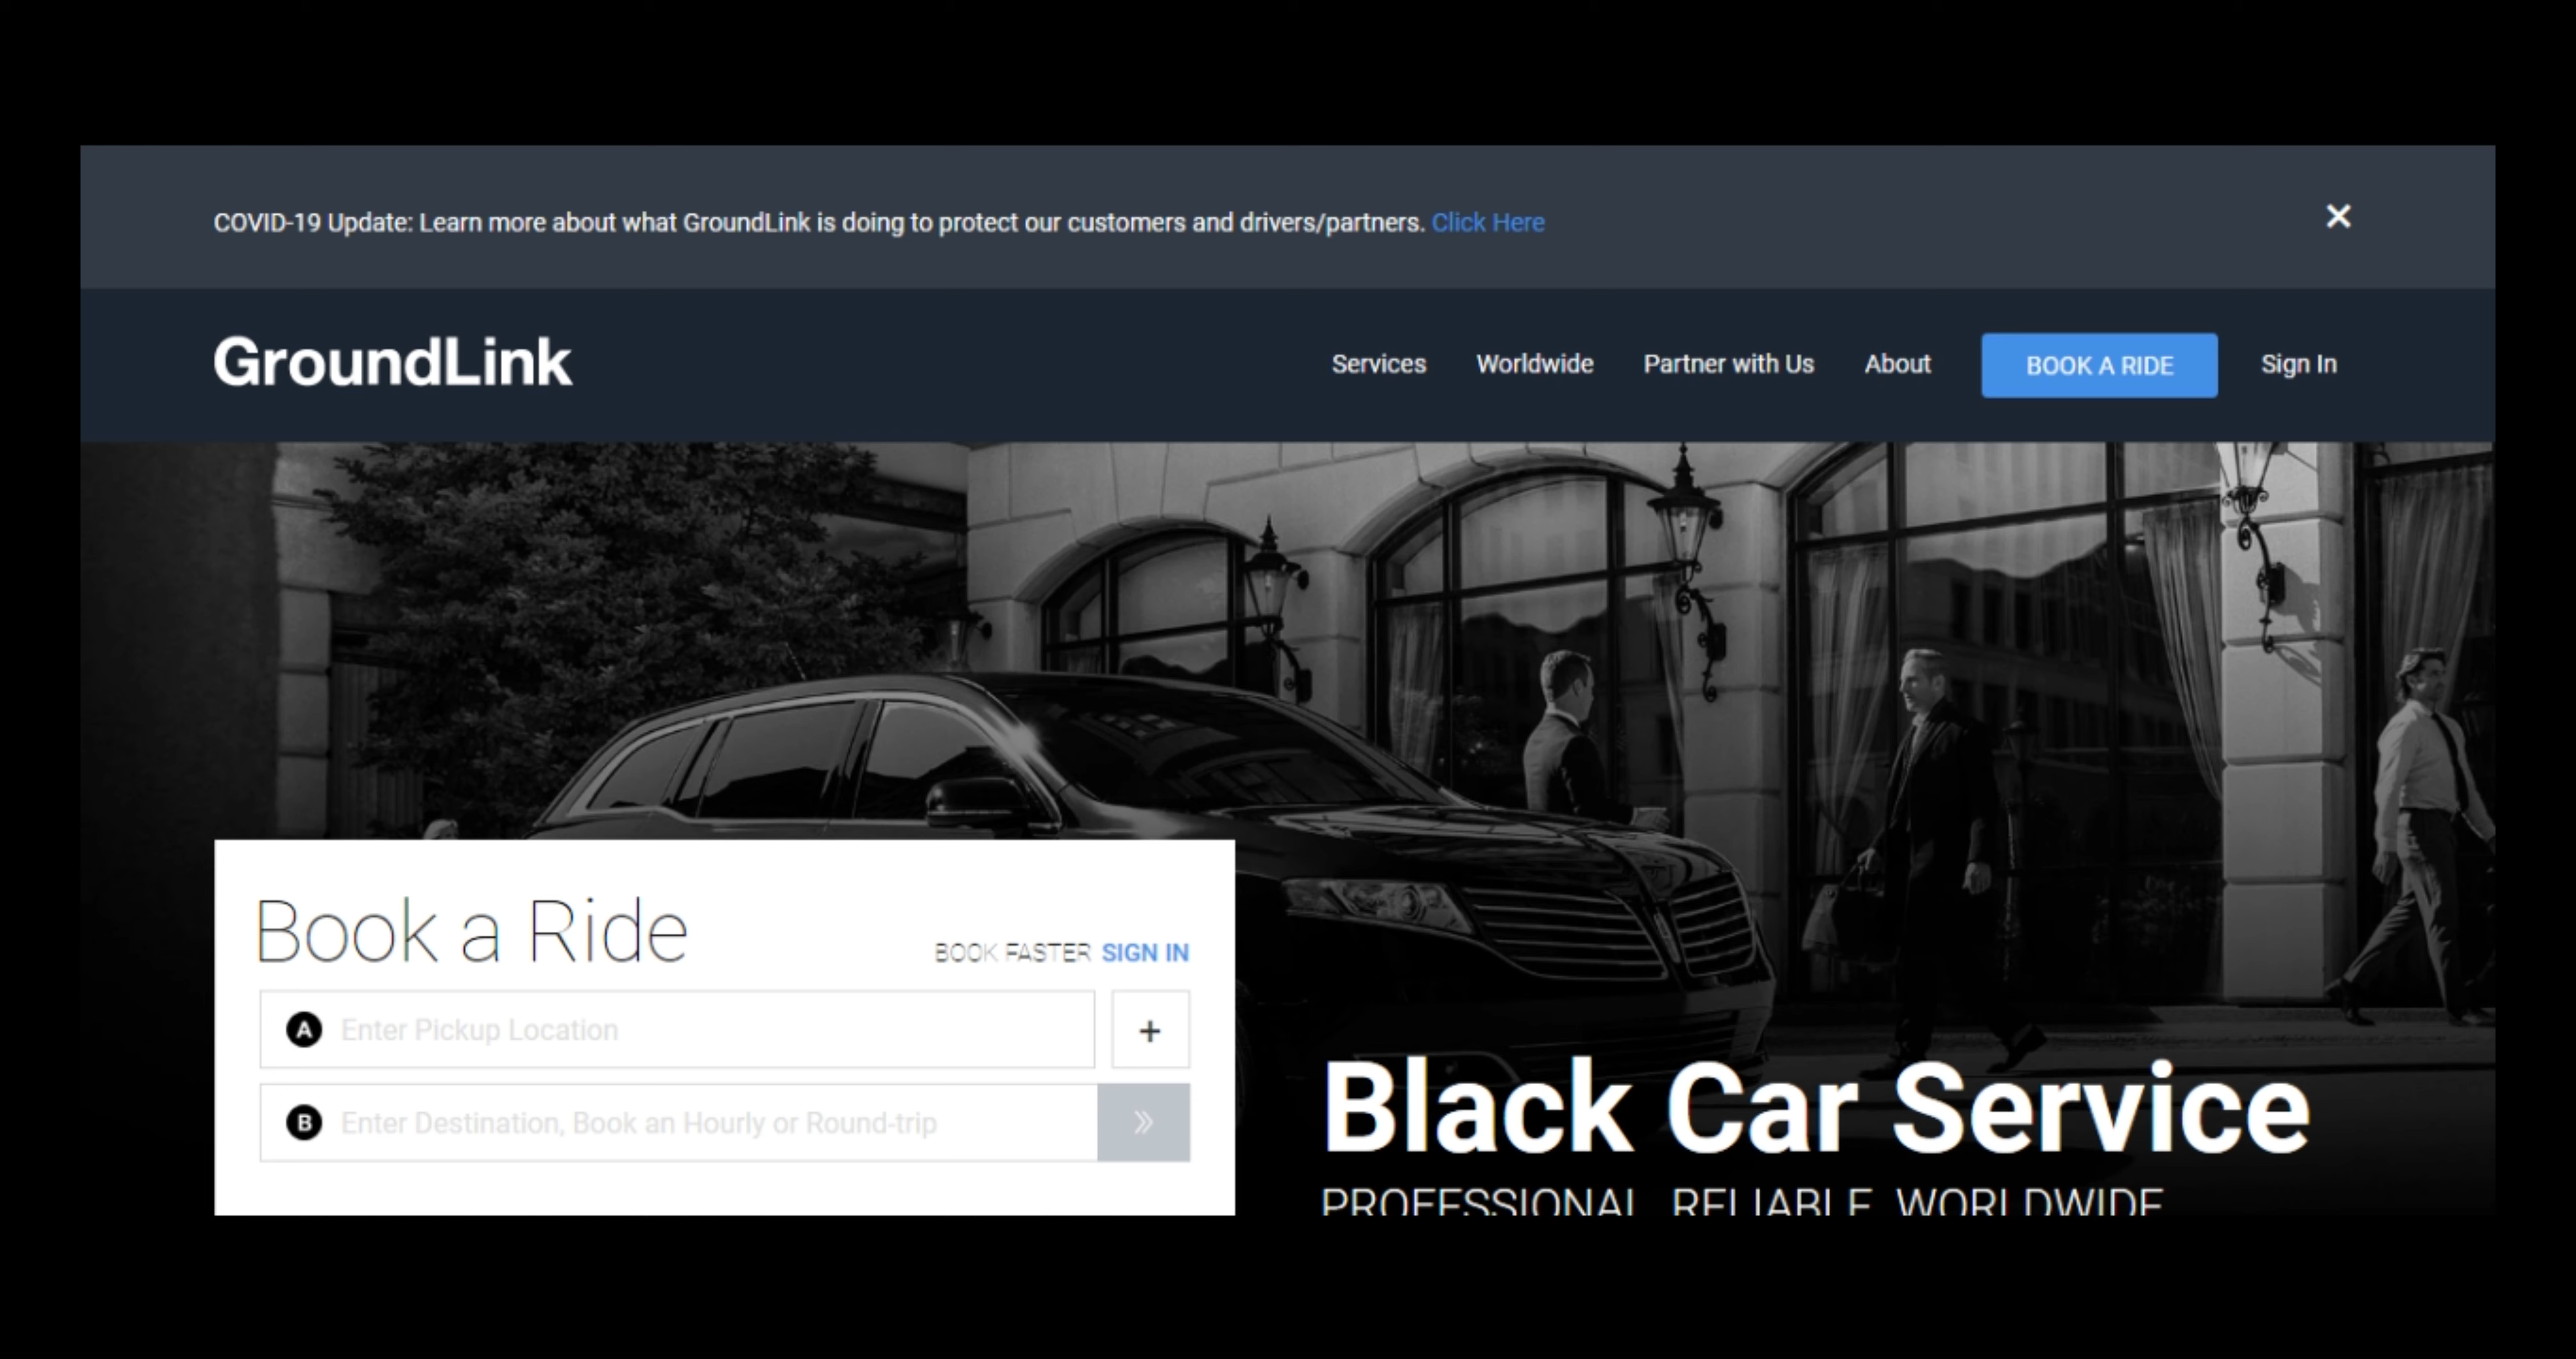 COVID-19 Update: Learn more about what GroundLink is doing to protect our customers and drivers/partners. Click Here
GroundLink
Services Worldwide Partner with Us About BOOK A RIDE Sign In
Book a Ride
BOOK FASTER SIGN IN
A Enter Pickup Location +
B Enter Destination, Book an Hourly or Round-trip
Black Car Service
PROFESSIONAL RELIABLE WORLDWIDE